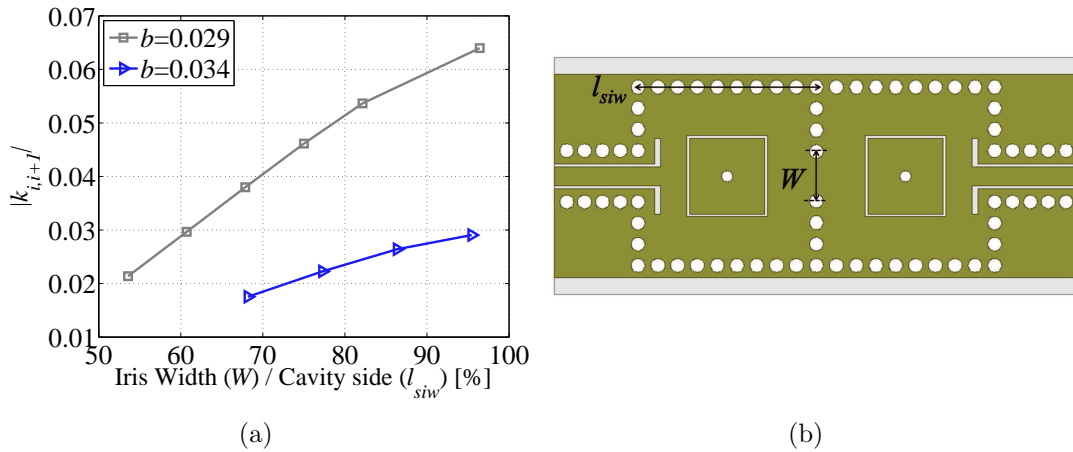 0.07
0.06
0.05
0.04
0.03
0.02
0.01
|k_{i,i+1}|
b=0.029
b=0.034
50 60 70 80 90 100
Iris Width (W) / Cavity side (l_{siw}) [%]
(a)
l_{siw}
W
(b)